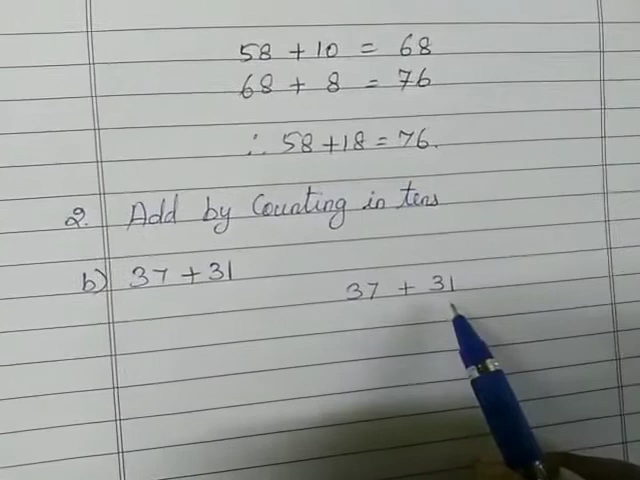 58 + 10 = 68
68 + 8 = 76
∴ 58 + 18 = 76.
2. Add by Counting in tens
b) 37 + 31
37 + 31